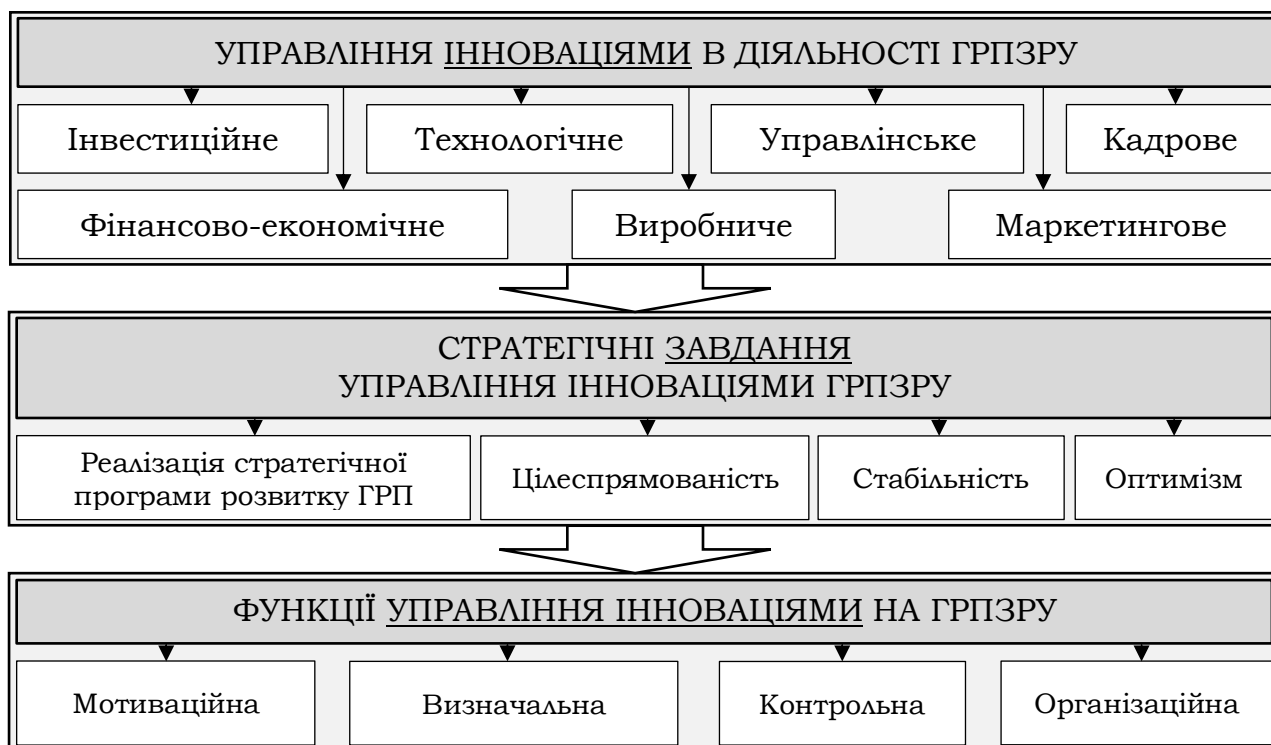 УПРАВЛІННЯ ІННОВАЦІЯМИ В ДІЯЛЬНОСТІ ГРПЗРУ
Інвестиційне
Технологічне
Управлінське
Кадрове
Фінансово-економічне
Виробниче
Маркетингове
СТРАТЕГІЧНІ ЗАВДАННЯ
УПРАВЛІННЯ ІННОВАЦІЯМИ ГРПЗРУ
Реалізація стратегічної
програми розвитку ГРП
Цілеспрямованість
Стабільність
Оптимізм
ФУНКЦІЇ УПРАВЛІННЯ ІННОВАЦІЯМИ НА ГРПЗРУ
Мотиваційна
Визначальна
Контрольна
Організаційна